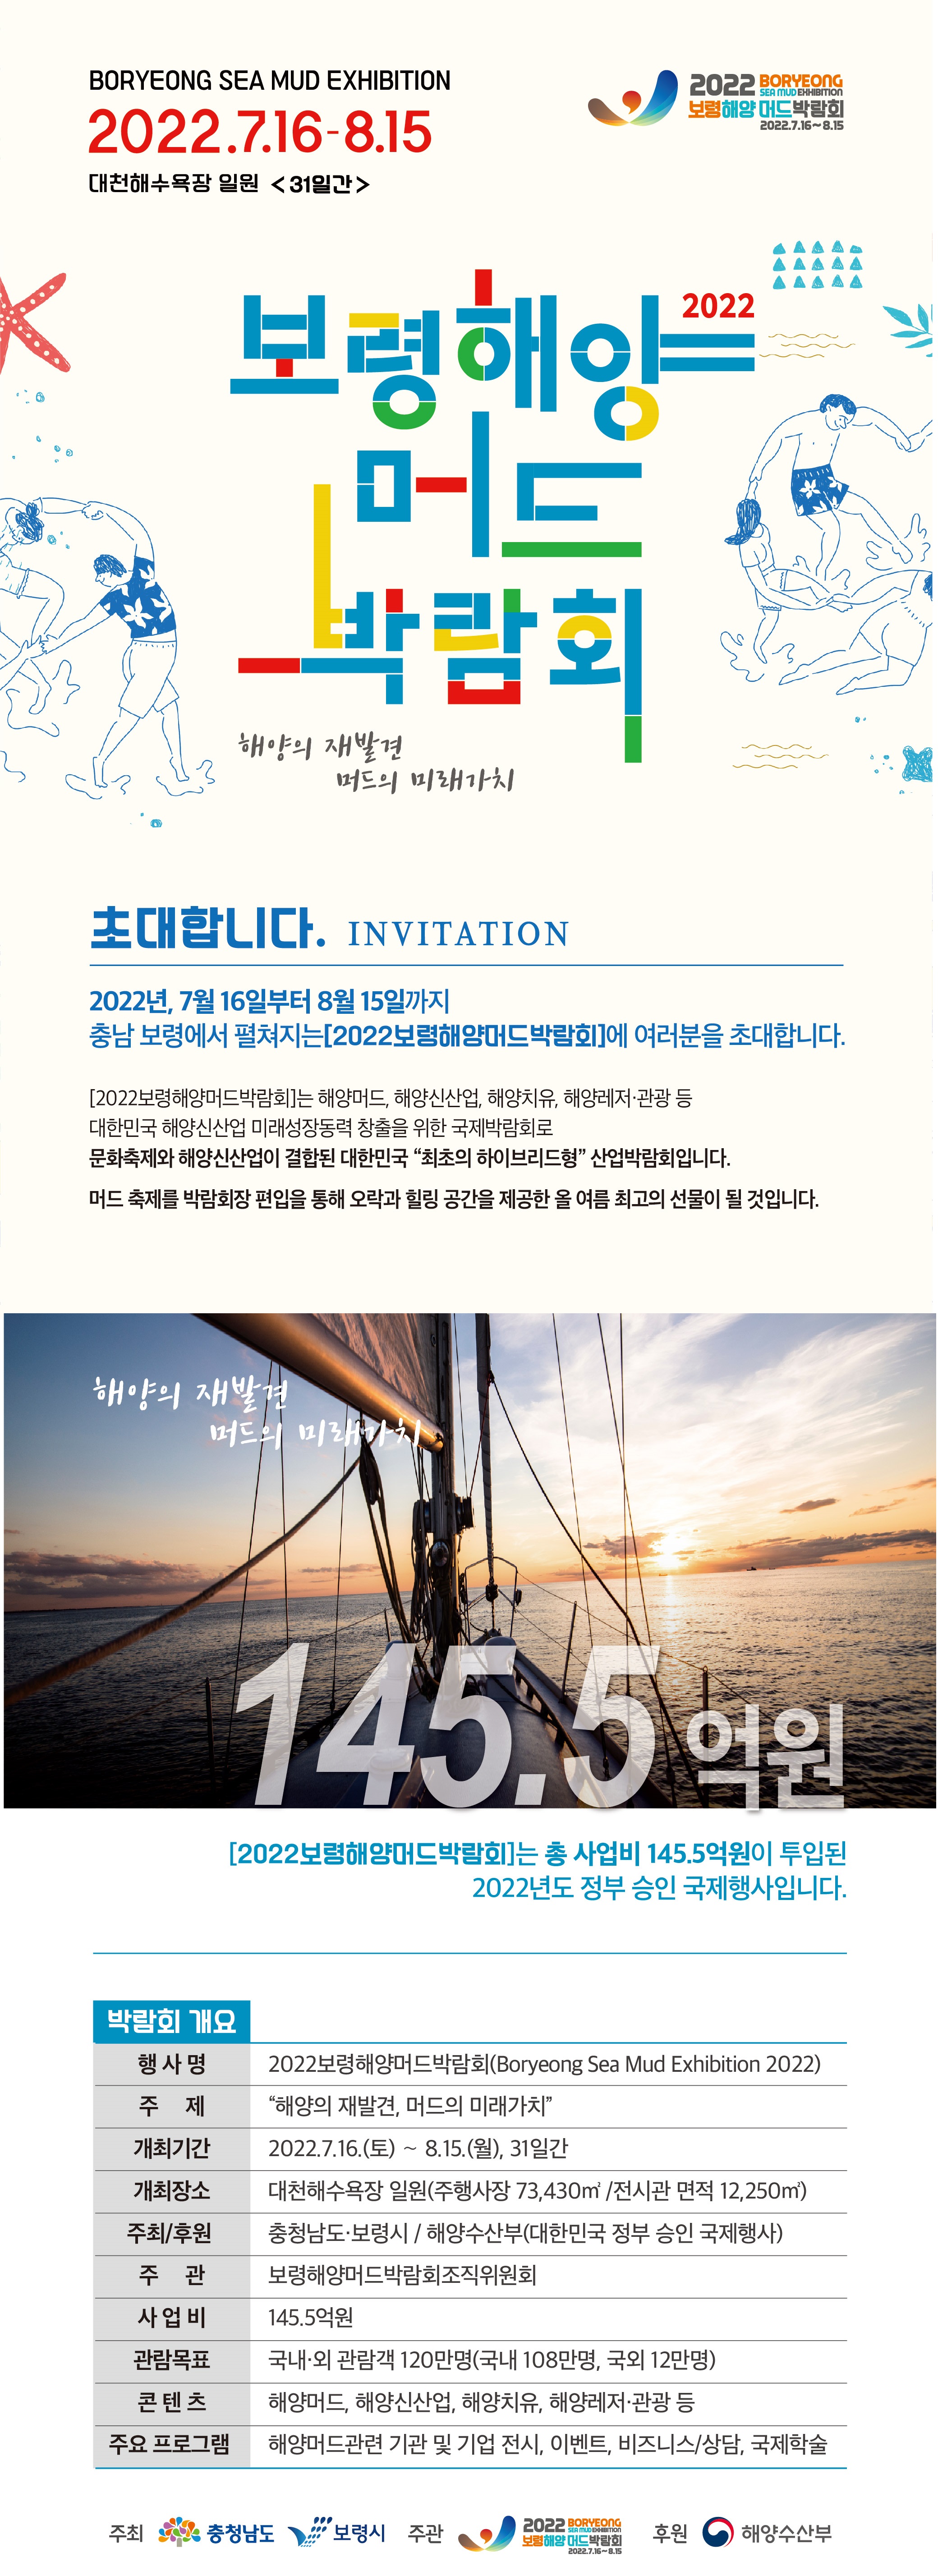 BORYEONG SEA MUD EXHIBITION
2022.7.16-8.15
대천해수욕장 일원 <31일간>
2022 BORYEONG
SEA MUD EXHIBITION
보령해양머드박람회
2022.7.16~8.15
2022
보령해양
머드
박람회
해양의 재발견
머드의 미래가치
초대합니다. INVITATION
2022년, 7월 16일부터 8월 15일까지
충남 보령에서 펼쳐지는[2022보령해양머드박람회]에 여러분을 초대합니다.
[2022보령해양머드박람회]는 해양머드, 해양신산업, 해양치유, 해양레저·관광 등
대한민국 해양신산업 미래성장동력 창출을 위한 국제박람회로
문화축제와 해양신산업이 결합된 대한민국 “최초의 하이브리드형” 산업박람회입니다.
머드 축제를 박람회장 편입을 통해 오락과 힐링 공간을 제공한 올 여름 최고의 선물이 될 것입니다.
해양의 재발견
머드의 미래가치
145.5억원
[2022보령해양머드박람회]는 총 사업비 145.5억원이 투입된
2022년도 정부 승인 국제행사입니다.
박람회 개요
행 사 명 2022보령해양머드박람회(Boryeong Sea Mud Exhibition 2022)
주 제 “해양의 재발견, 머드의 미래가치”
개최기간 2022.7.16.(토) ~ 8.15.(월), 31일간
개최장소 대천해수욕장 일원(주행사장 73,430㎡ /전시관 면적 12,250㎡)
주최/후원 충청남도·보령시 / 해양수산부(대한민국 정부 승인 국제행사)
주 관 보령해양머드박람회조직위원회
사 업 비 145.5억원
관람목표 국내·외 관람객 120만명(국내 108만명, 국외 12만명)
콘 텐 츠 해양머드, 해양신산업, 해양치유, 해양레저·관광 등
주요 프로그램 해양머드관련 기관 및 기업 전시, 이벤트, 비즈니스/상담, 국제학술
주최 충청남도 보령시 주관 2022 BORYEONG SEA MUD EXHIBITION 보령해양머드박람회 2022.7.16~8.15 후원 해양수산부